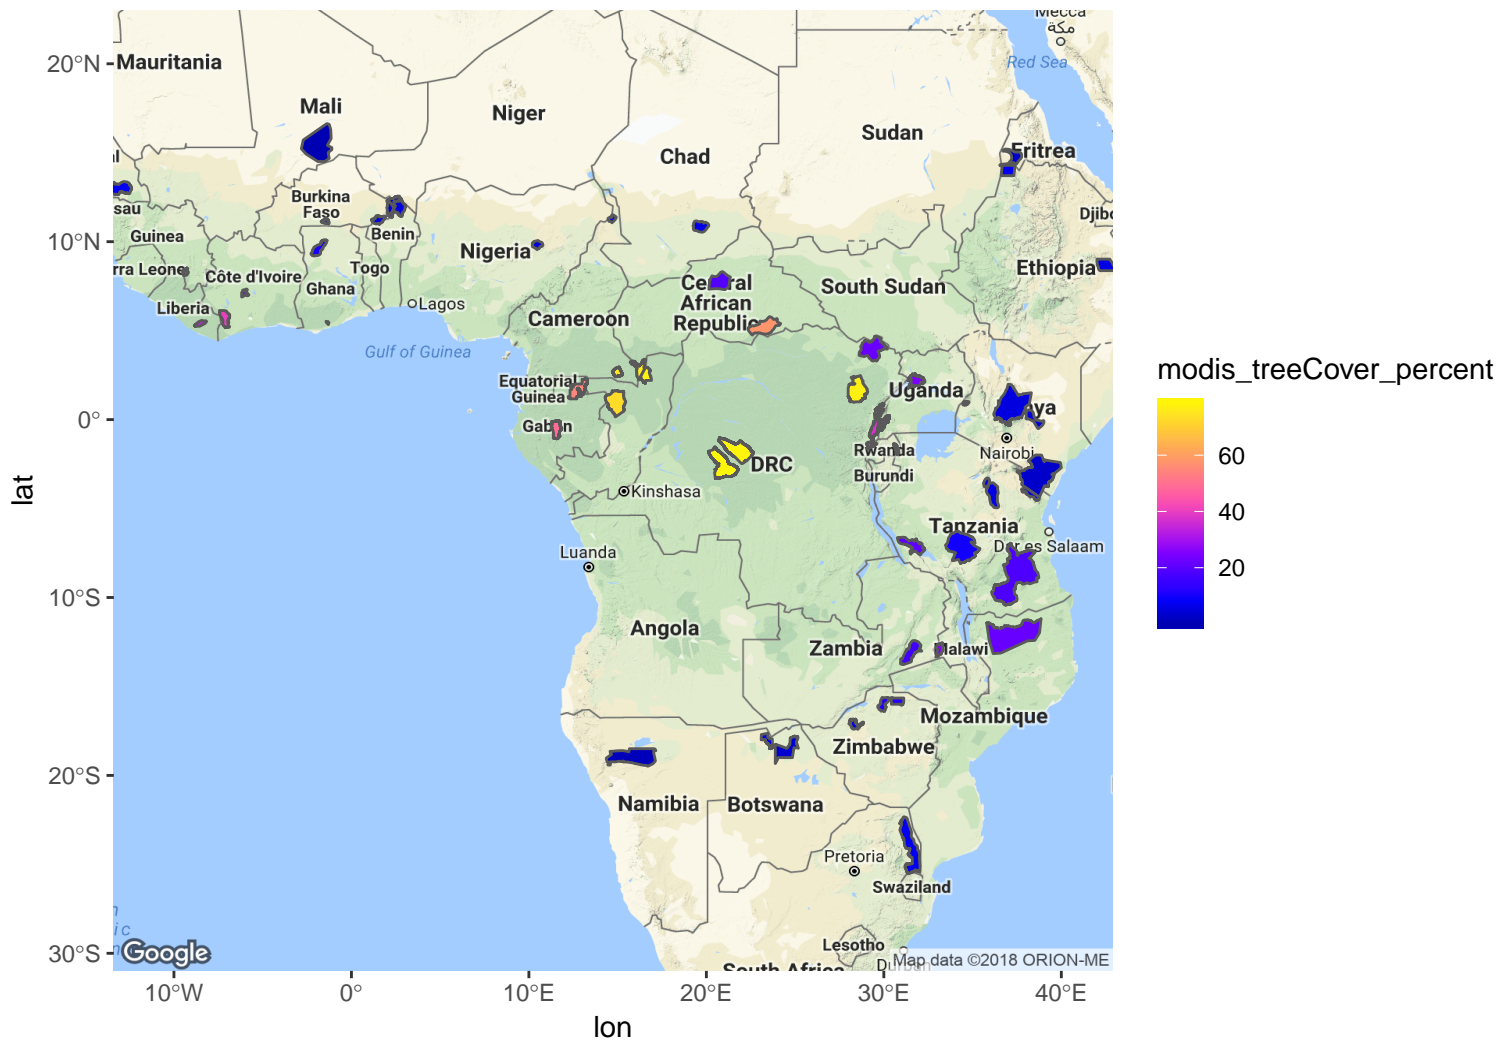 Mecca
مكة
Red Sea
20°N
Mauritania
Mali
Niger
Chad
Sudan
Eritrea
Burkina
Faso
sau
Djibo
10°N
Guinea
Benin
Nigeria
Ethiopia
rra Leone
Côte d'Ivoire
Togo
Ghana
South Sudan
Central
African
Republic
Liberia
Lagos
Cameroon
Gulf of Guinea
modis_treeCover_percent
Equatorial
Guinea
Uganda
0°
Gabon
ya
Nairobi
Rwanda
DRC
Burundi
60
40
20
lat
Kinshasa
Tanzania
Dar es Salaam
Luanda
10°S
Angola
Zambia
Malawi
Mozambique
Zimbabwe
20°S
Namibia
Botswana
Pretoria
Swaziland
Lesotho
30°S
Google
South Africa
Durban
Map data ©2018 ORION-ME
10°W
0°
10°E
20°E
30°E
40°E
lon